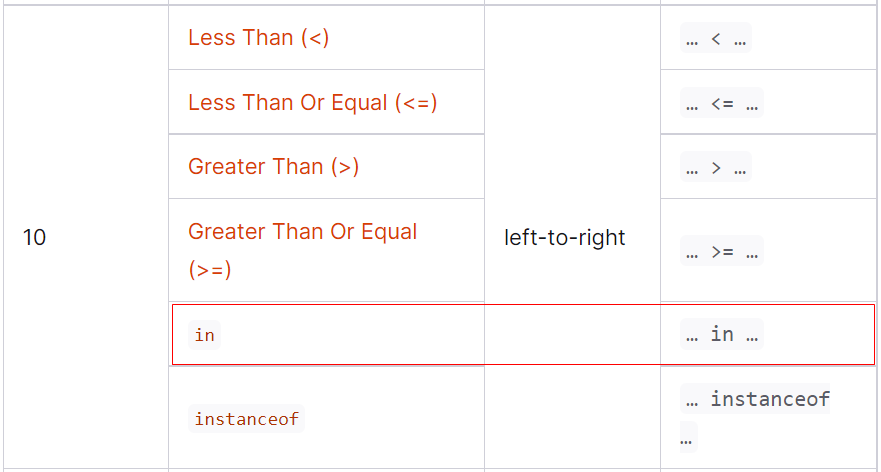 Less Than (<)
… < …
Less Than Or Equal (<=)
… <= …
Greater Than (>)
… > …
10
Greater Than Or Equal
(>=)
left-to-right
… >= …
in
… in …
instanceof
… instanceof
…